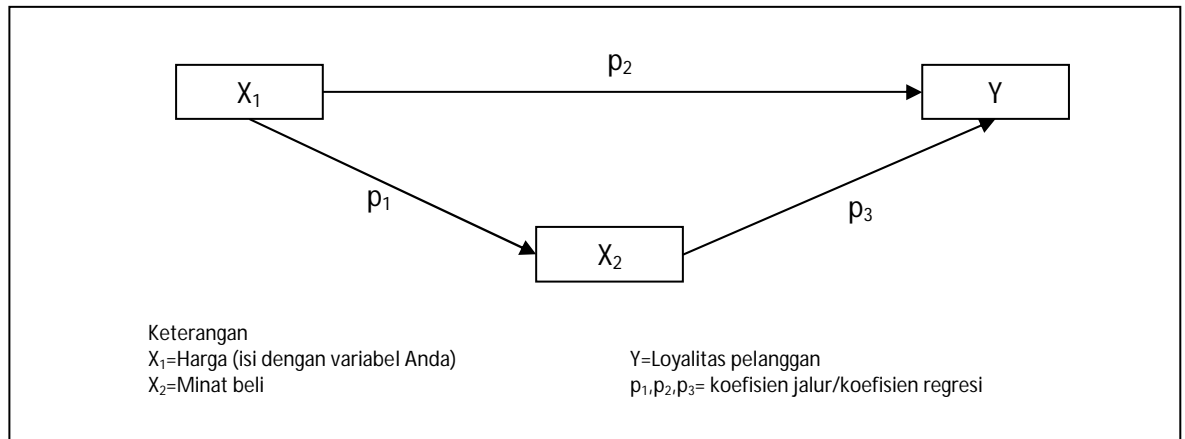 p₂
X₁
Y
p₁
p₃
X₂
Keterangan
X₁=Harga (isi dengan variabel Anda)
Y=Loyalitas pelanggan
X₂=Minat beli
p₁,p₂,p₃= koefisien jalur/koefisien regresi